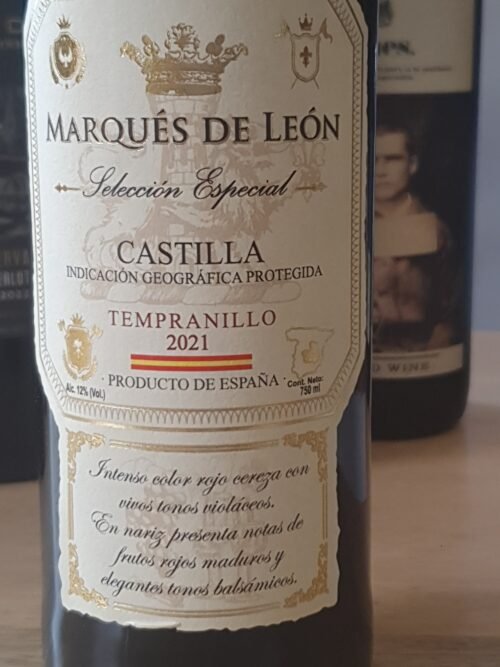 MARQUÉS DE LEÓN
Selección Especial
CASTILLA
INDICACIÓN GEOGRÁFICA PROTEGIDA
TEMPRANILLO
2021
PRODUCTO DE ESPAÑA
Alc. 12% (Vol.)
Cont. Neto:
750 ml
Intenso color rojo cereza con
vivos tonos violáceos.
En nariz presenta notas de
frutos rojos maduros y
elegantes tonos balsámicos.
WINE